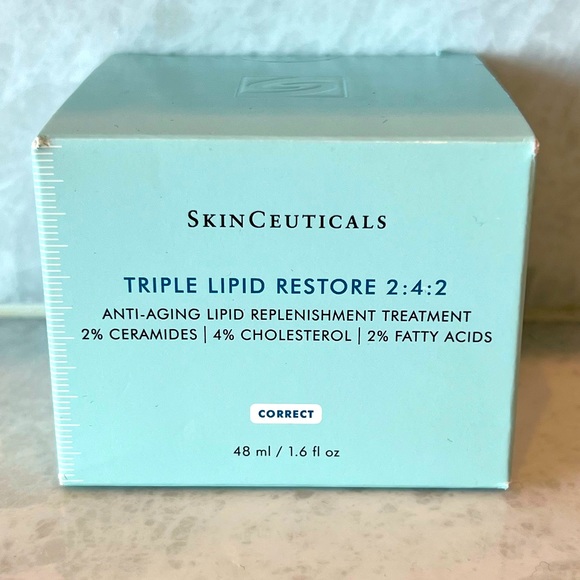 SKINCEUTICALS
TRIPLE LIPID RESTORE 2:4:2
ANTI-AGING LIPID REPLENISHMENT TREATMENT
2% CERAMIDES | 4% CHOLESTEROL | 2% FATTY ACIDS
CORRECT
48 ml / 1.6 fl oz